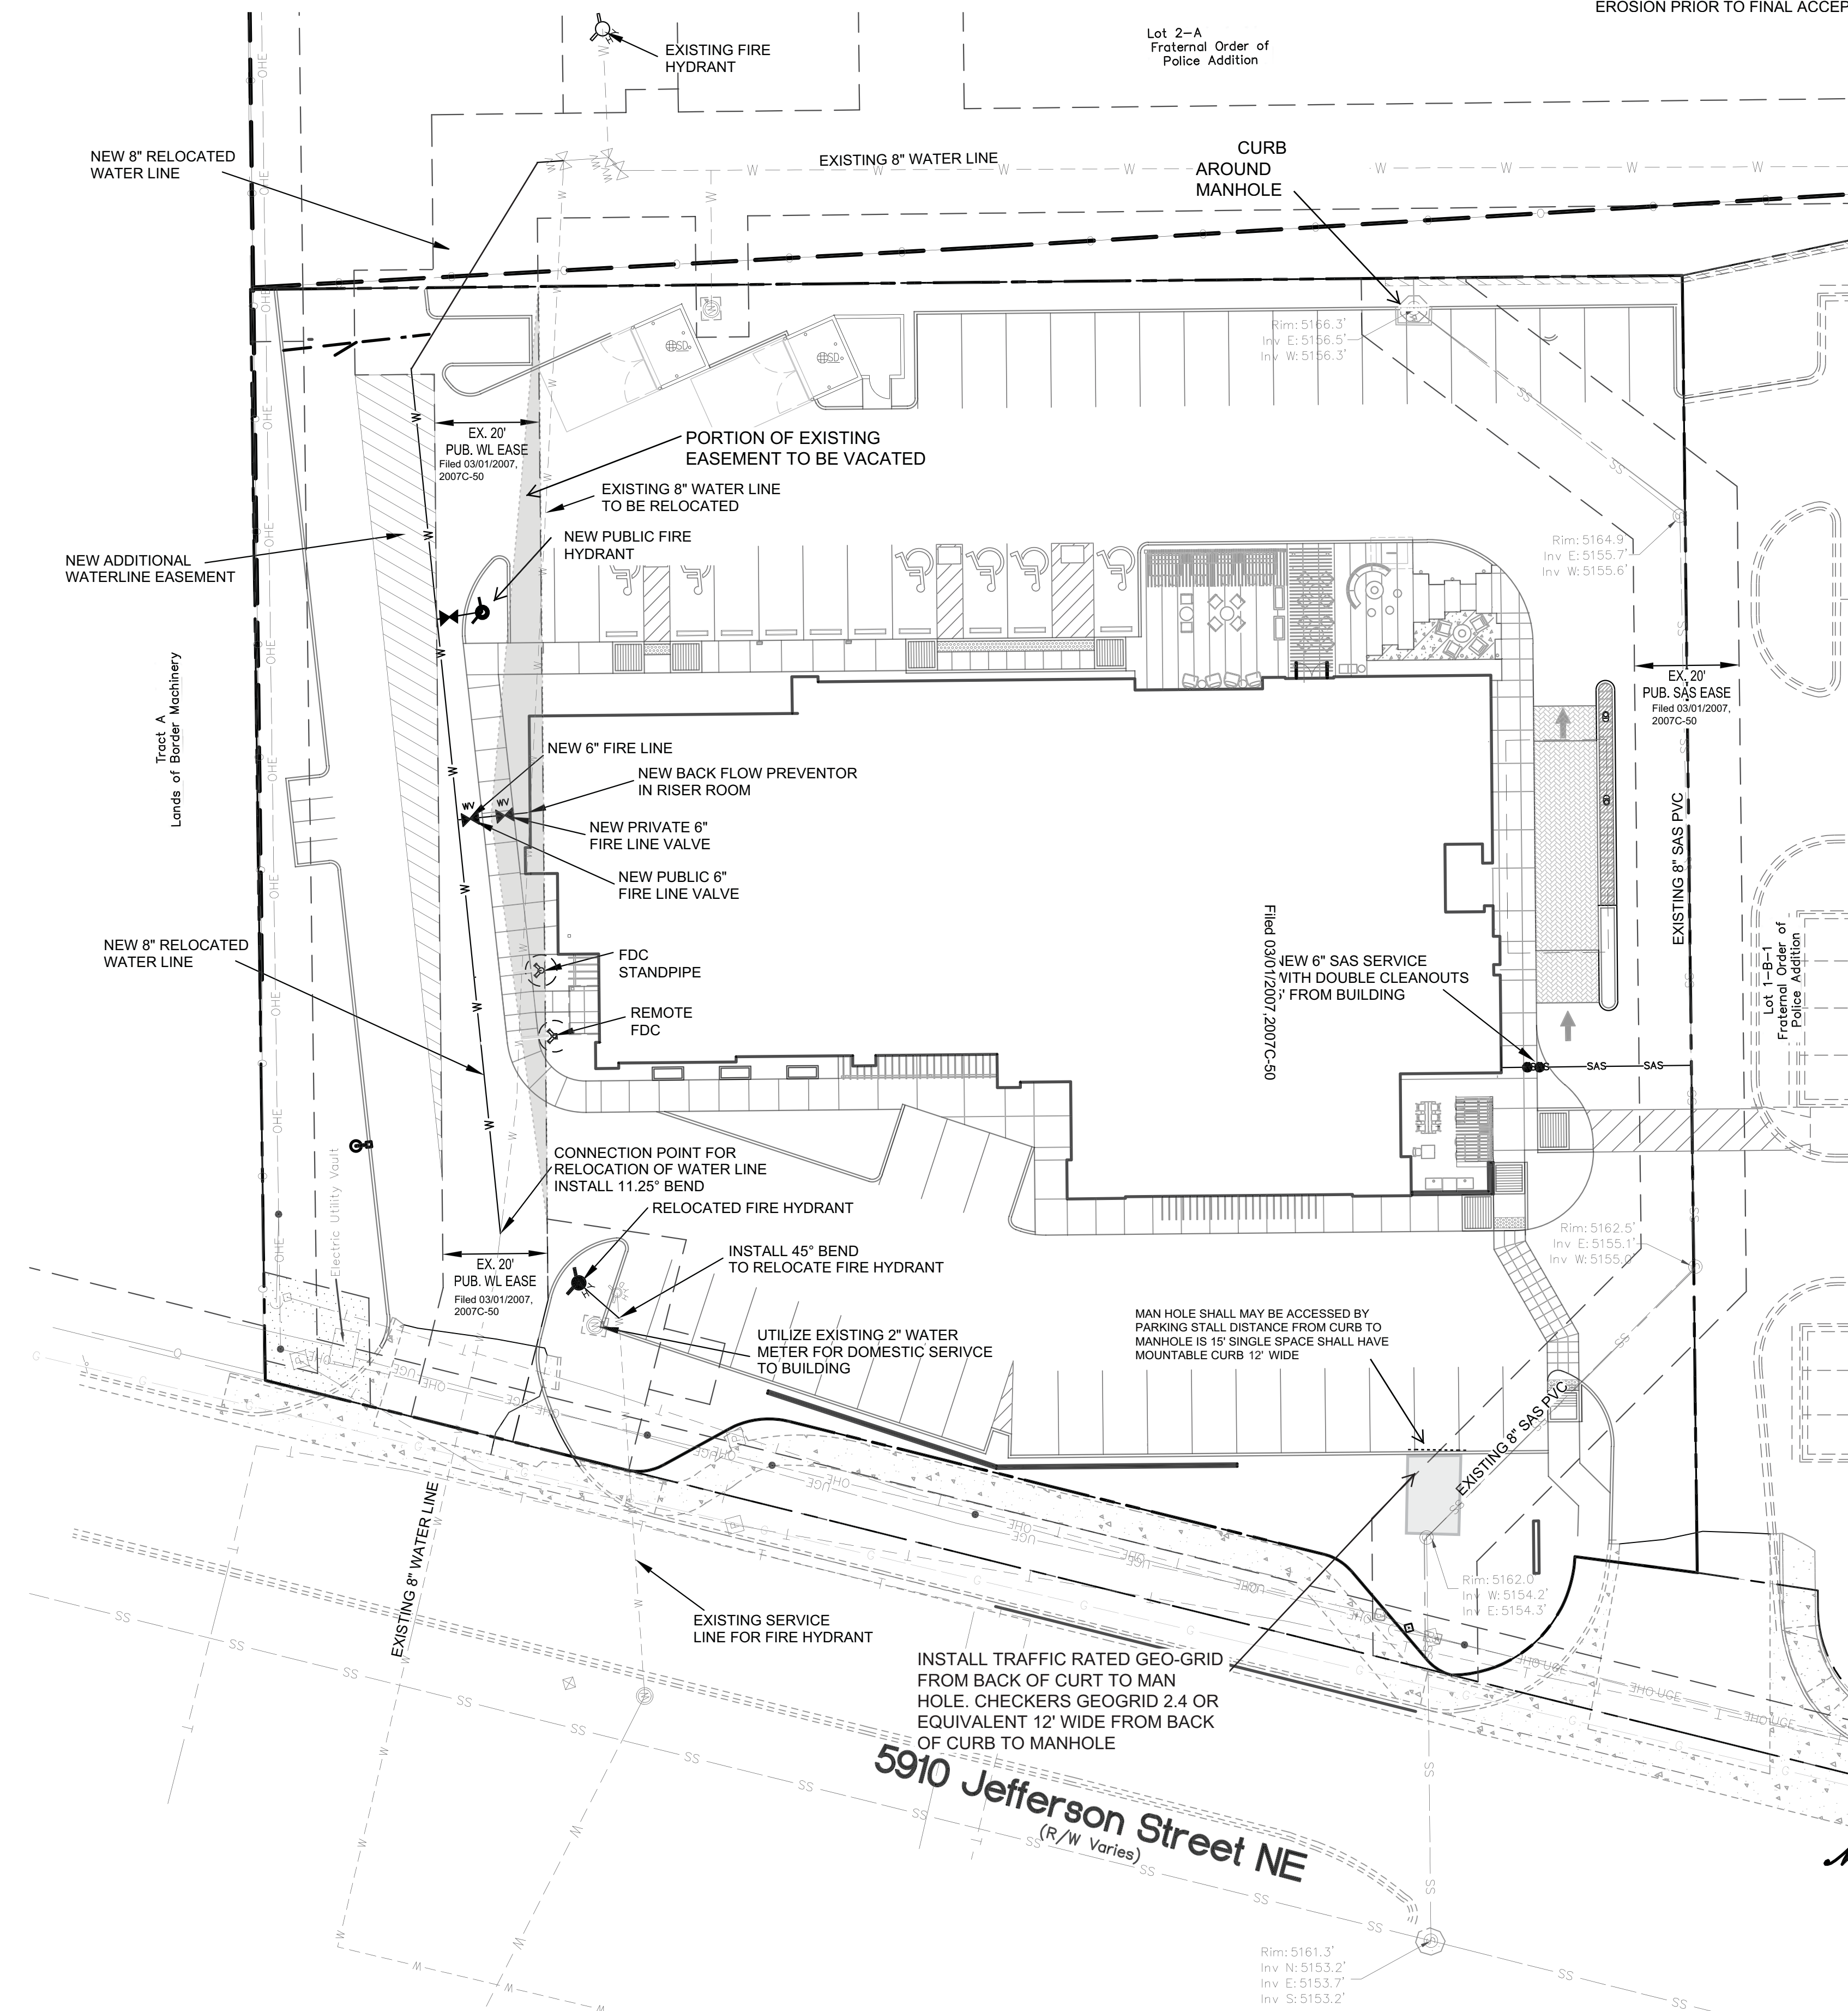 EROSION PRIOR TO FINAL ACCEP
Lot 2-A
Fraternal Order of
Police Addition
EXISTING FIRE
HYDRANT
NEW 8" RELOCATED
WATER LINE
EXISTING 8" WATER LINE
CURB
AROUND
MANHOLE
Rim: 5166.3'
Inv E: 5156.5'
Inv W: 5156.3'
EX. 20'
PUB. WL EASE
Filed 03/01/2007,
2007C-50
PORTION OF EXISTING
EASEMENT TO BE VACATED
EXISTING 8" WATER LINE
TO BE RELOCATED
NEW PUBLIC FIRE
HYDRANT
NEW ADDITIONAL
WATERLINE EASEMENT
Rim: 5164.9
Inv E: 5155.7'
Inv W: 5155.6'
Tract A
Lands of Border Machinery
EX. 20'
PUB. SAS EASE
Filed 03/01/2007,
2007C-50
NEW 6" FIRE LINE
NEW BACK FLOW PREVENTOR
IN RISER ROOM
WV
WV
NEW PRIVATE 6"
FIRE LINE VALVE
NEW PUBLIC 6"
FIRE LINE VALVE
EXISTING 8" SAS PVC
NEW 8" RELOCATED
WATER LINE
FDC
STANDPIPE
REMOTE
FDC
Filed 03/01/2007,2007C-50
NEW 6" SAS SERVICE
WITH DOUBLE CLEANOUTS
5' FROM BUILDING
SAS
SAS
Lot 1-B-1
Fraternal Order of
Police Addition
Electric Utility Vault
CONNECTION POINT FOR
RELOCATION OF WATER LINE
INSTALL 11.25° BEND
RELOCATED FIRE HYDRANT
INSTALL 45° BEND
TO RELOCATE FIRE HYDRANT
EX. 20'
PUB. WL EASE
Filed 03/01/2007,
2007C-50
Rim: 5162.5'
Inv E: 5155.1'
Inv W: 5155.0'
UTILIZE EXISTING 2" WATER
METER FOR DOMESTIC SERIVCE
TO BUILDING
MAN HOLE SHALL MAY BE ACCESSED BY
PARKING STALL DISTANCE FROM CURB TO
MANHOLE IS 15' SINGLE SPACE SHALL HAVE
MOUNTABLE CURB 12' WIDE
EXISTING 8" SAS PVC
EXISTING 8" WATER LINE
Rim: 5162.0
Inv W: 5154.2'
Inv E: 5154.3'
EXISTING SERVICE
LINE FOR FIRE HYDRANT
INSTALL TRAFFIC RATED GEO-GRID
FROM BACK OF CURT TO MAN
HOLE. CHECKERS GEOGRID 2.4 OR
EQUIVALENT 12' WIDE FROM BACK
OF CURB TO MANHOLE
5910 Jefferson Street NE
(R/W Varies)
Rim: 5161.3'
Inv N: 5153.2'
Inv E: 5153.7'
Inv S: 5153.2'